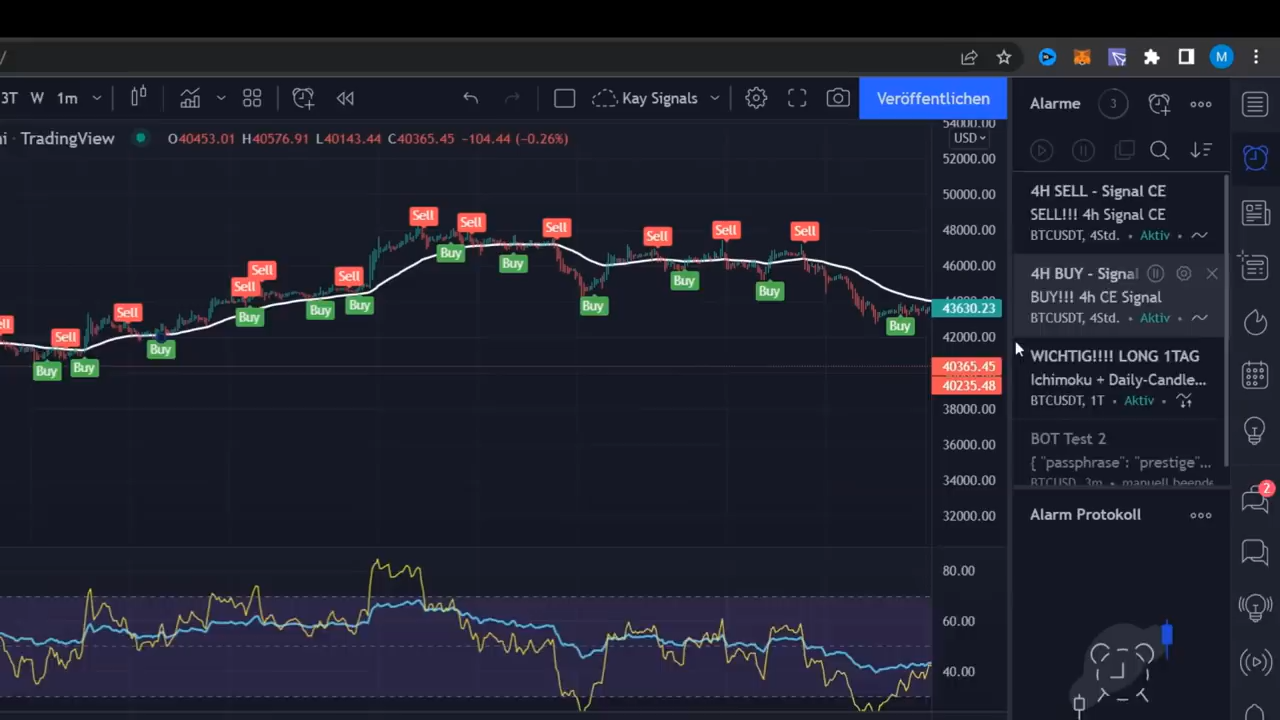 /
3T W 1m Kay Signals Veröffentlichen
Alarme 3
i TradingView O40453.01 H40576.91 L40143.44 C40365.45 −104.44 (−0.26%)
54000.00
USD
52000.00
50000.00
48000.00
46000.00
43630.23
42000.00
40365.45
40235.48
38000.00
36000.00
34000.00
32000.00
80.00
60.00
40.00
ell
Sell
Sell
Sell
Sell
Sell
Sell
Sell
Sell
Sell
Sell
Sell
Buy
Buy
Buy
Buy
Buy
Buy
Buy
Buy
Buy
Buy
Buy
Buy
4H SELL - Signal CE
SELL!!! 4h Signal CE
BTCUSDT, 4Std. • Aktiv •
4H BUY - Signal
BUY!!! 4h CE Signal
BTCUSDT, 4Std. • Aktiv •
WICHTIG!!!! LONG 1TAG
Ichimoku + Daily-Candle...
BTCUSDT, 1T • Aktiv •
BOT Test 2
{ "passphrase": "prestige"...
BTCUSD, 3m • manuell beende
Alarm Protokoll
M
2